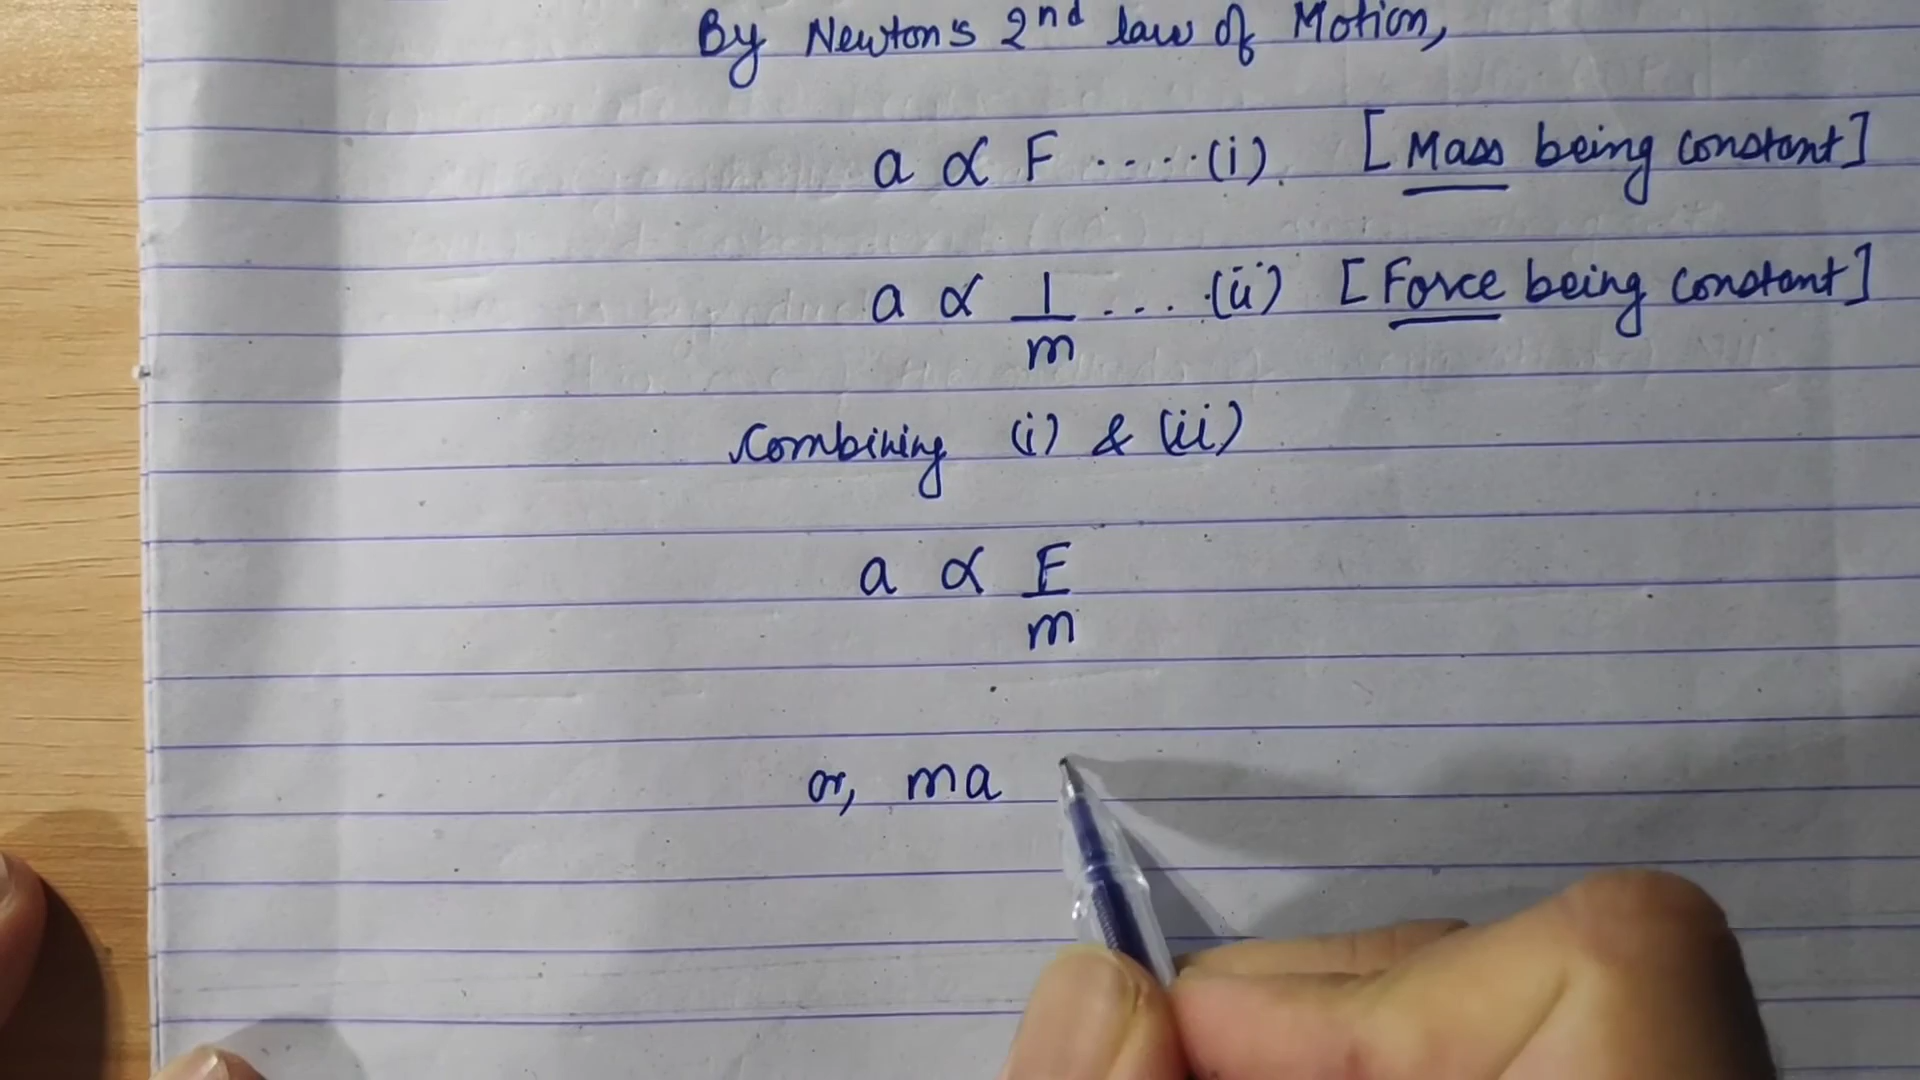 By Newton's 2nd law of Motion,
a ∝ F ....(i). [Mass being constant]
a ∝ 1/m ... .(ii) [Force being constant]
Combining (i) & (ii)
a ∝ F/m
or, ma